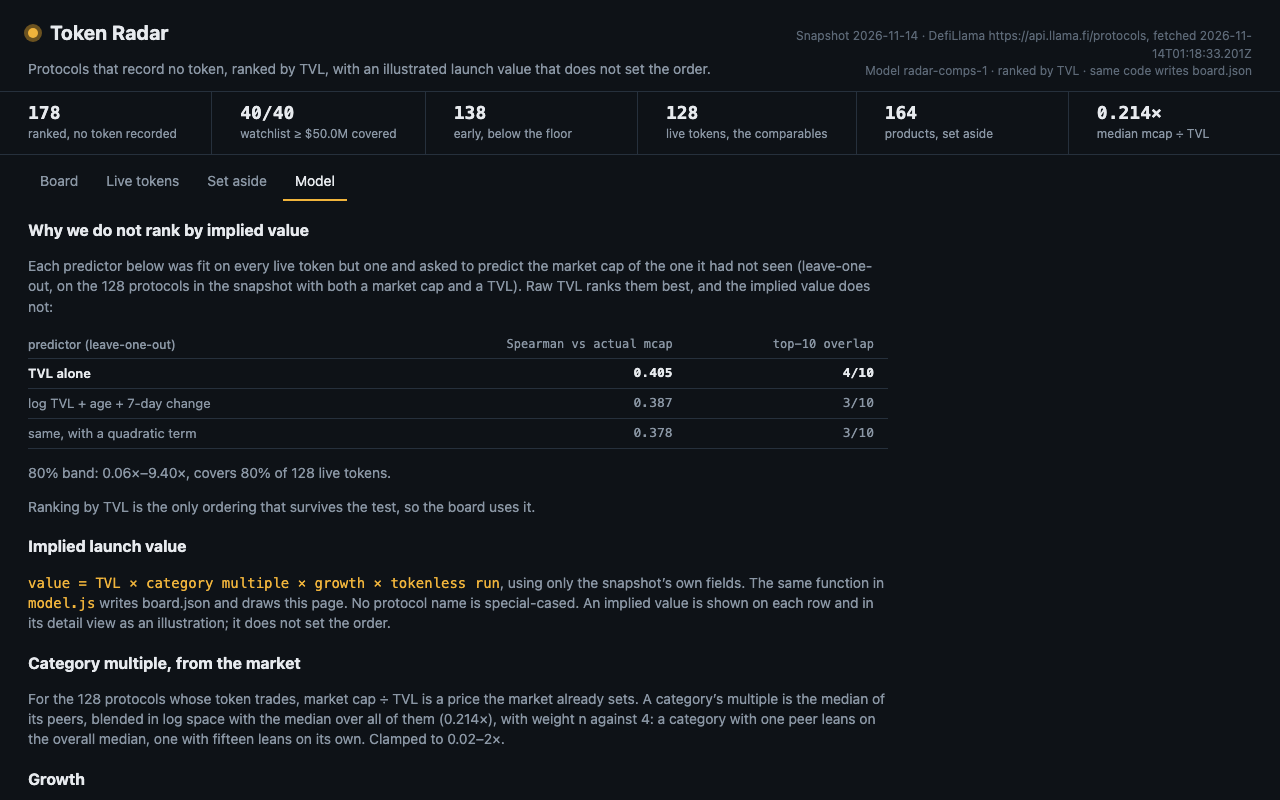 Token Radar
Snapshot 2026-11-14 · DefiLlama https://api.llama.fi/protocols, fetched 2026-11-
14T01:18:33.201Z
Model radar-comps-1 · ranked by TVL · same code writes board.json
Protocols that record no token, ranked by TVL, with an illustrated launch value that does not set the order.
178
ranked, no token recorded
40/40
watchlist ≥ $50.0M covered
138
early, below the floor
128
live tokens, the comparables
164
products, set aside
0.214×
median mcap ÷ TVL
Board Live tokens Set aside Model
Why we do not rank by implied value
Each predictor below was fit on every live token but one and asked to predict the market cap of the one it had not seen (leave-one-
out, on the 128 protocols in the snapshot with both a market cap and a TVL). Raw TVL ranks them best, and the implied value does
not:
predictor (leave-one-out) Spearman vs actual mcap top-10 overlap
TVL alone 0.405 4/10
log TVL + age + 7-day change 0.387 3/10
same, with a quadratic term 0.378 3/10
80% band: 0.06×–9.40×, covers 80% of 128 live tokens.
Ranking by TVL is the only ordering that survives the test, so the board uses it.
Implied launch value
value = TVL × category multiple × growth × tokenless run, using only the snapshot's own fields. The same function in
model.js writes board.json and draws this page. No protocol name is special-cased. An implied value is shown on each row and in
its detail view as an illustration; it does not set the order.
Category multiple, from the market
For the 128 protocols whose token trades, market cap ÷ TVL is a price the market already sets. A category's multiple is the median of
its peers, blended in log space with the median over all of them (0.214×), with weight n against 4: a category with one peer leans on
the overall median, one with fifteen leans on its own. Clamped to 0.02–2×.
Growth